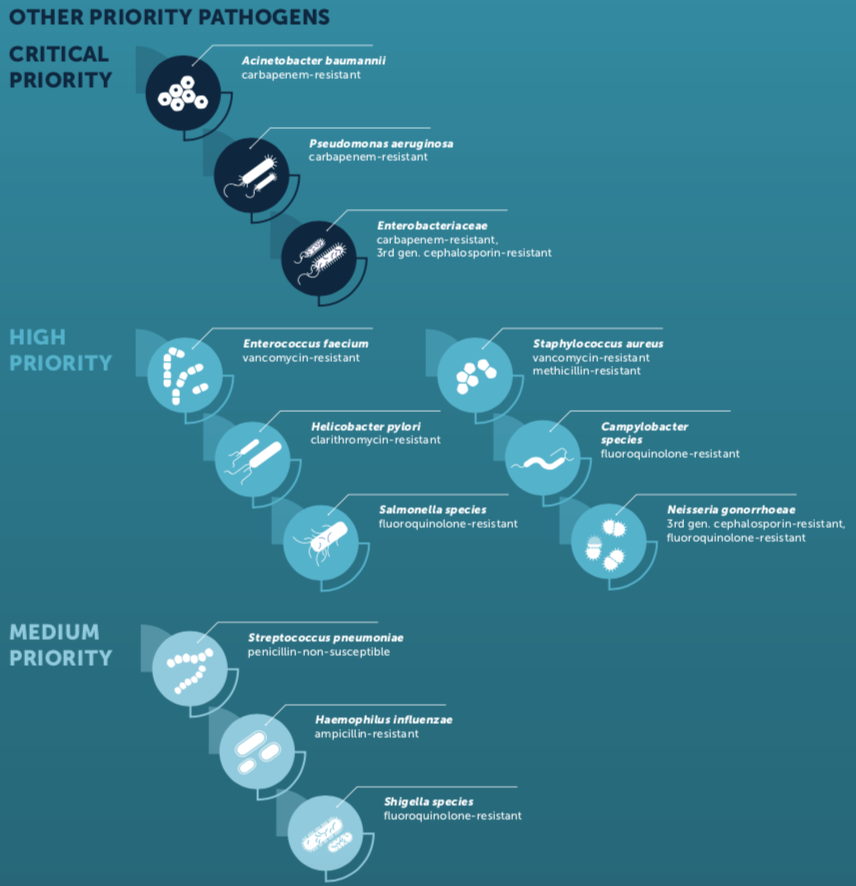 OTHER PRIORITY PATHOGENS
CRITICAL
PRIORITY
Acinetobacter baumannii
carbapenem-resistant
Pseudomonas aeruginosa
carbapenem-resistant
Enterobacteriaceae
carbapenem-resistant,
3rd gen. cephalosporin-resistant
HIGH
PRIORITY
Enterococcus faecium
vancomycin-resistant
Helicobacter pylori
clarithromycin-resistant
Salmonella species
fluoroquinolone-resistant
Staphylococcus aureus
vancomycin-resistant
methicillin-resistant
Campylobacter
species
fluoroquinolone-resistant
Neisseria gonorrhoeae
3rd gen. cephalosporin-resistant,
fluoroquinolone-resistant
MEDIUM
PRIORITY
Streptococcus pneumoniae
penicillin-non-susceptible
Haemophilus influenzae
ampicillin-resistant
Shigella species
fluoroquinolone-resistant